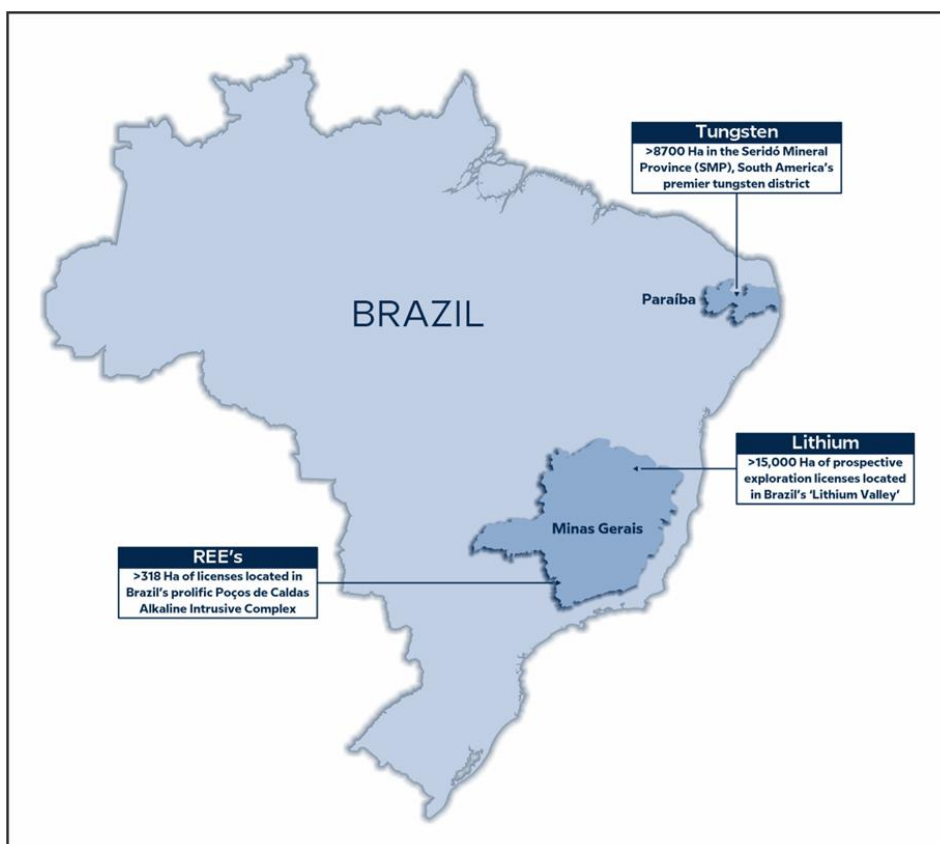 Tungsten
>8700 Ha in the Seridó Mineral
Province (SMP), South America's
premier tungsten district
Paraíba
BRAZIL
Lithium
>15,000 Ha of prospective
exploration licenses located
in Brazil's ‘Lithium Valley’
Minas Gerais
REE's
>318 Ha of licenses located in
Brazil's prolific Poços de Caldas
Alkaline Intrusive Complex